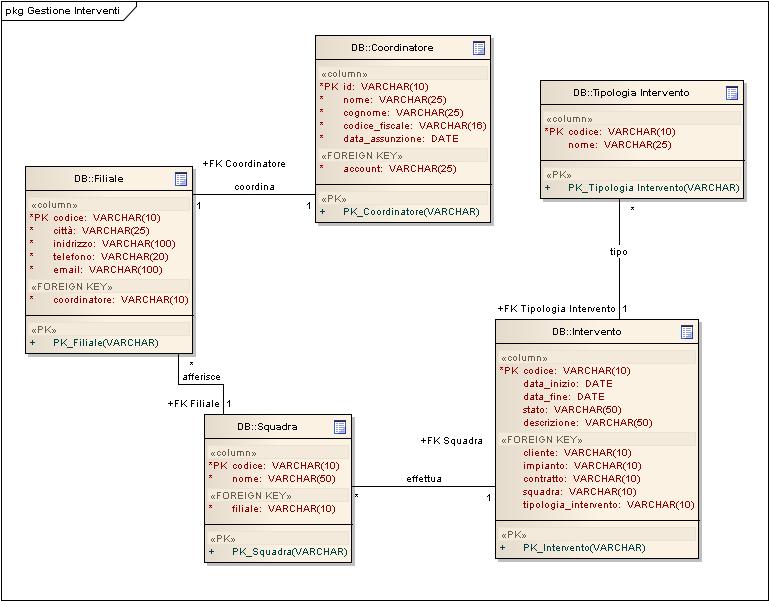 pkg Gestione Interventi
DB::Coordinatore
«column»
*PK id: VARCHAR(10)
* nome: VARCHAR(25)
* cognome: VARCHAR(25)
* codice_fiscale: VARCHAR(16)
* data_assunzione: DATE
«FOREIGN KEY»
* account: VARCHAR(25)
«PK»
+ PK_Coordinatore(VARCHAR)
DB::Tipologia Intervento
«column»
*PK codice: VARCHAR(10)
nome: VARCHAR(25)
«PK»
+ PK_Tipologia Intervento(VARCHAR)
+FK Coordinatore
coordina
1
1
DB::Filiale
«column»
*PK codice: VARCHAR(10)
* città: VARCHAR(25)
* inidrizzo: VARCHAR(100)
* telefono: VARCHAR(20)
* email: VARCHAR(100)
«FOREIGN KEY»
* coordinatore: VARCHAR(10)
«PK»
+ PK_Filiale(VARCHAR)
*
tipo
+FK Tipologia Intervento
1
*
afferisce
+FK Filiale
1
DB::Intervento
«column»
*PK codice: VARCHAR(10)
data_inizio: DATE
data_fine: DATE
stato: VARCHAR(50)
descrizione: VARCHAR(50)
«FOREIGN KEY»
cliente: VARCHAR(10)
impianto: VARCHAR(10)
contratto: VARCHAR(10)
squadra: VARCHAR(10)
tipologia_intervento: VARCHAR(10)
«PK»
+ PK_Intervento(VARCHAR)
DB::Squadra
«column»
*PK codice: VARCHAR(10)
* nome: VARCHAR(50)
«FOREIGN KEY»
* filiale: VARCHAR(10)
«PK»
+ PK_Squadra(VARCHAR)
+FK Squadra
effettua
*
1